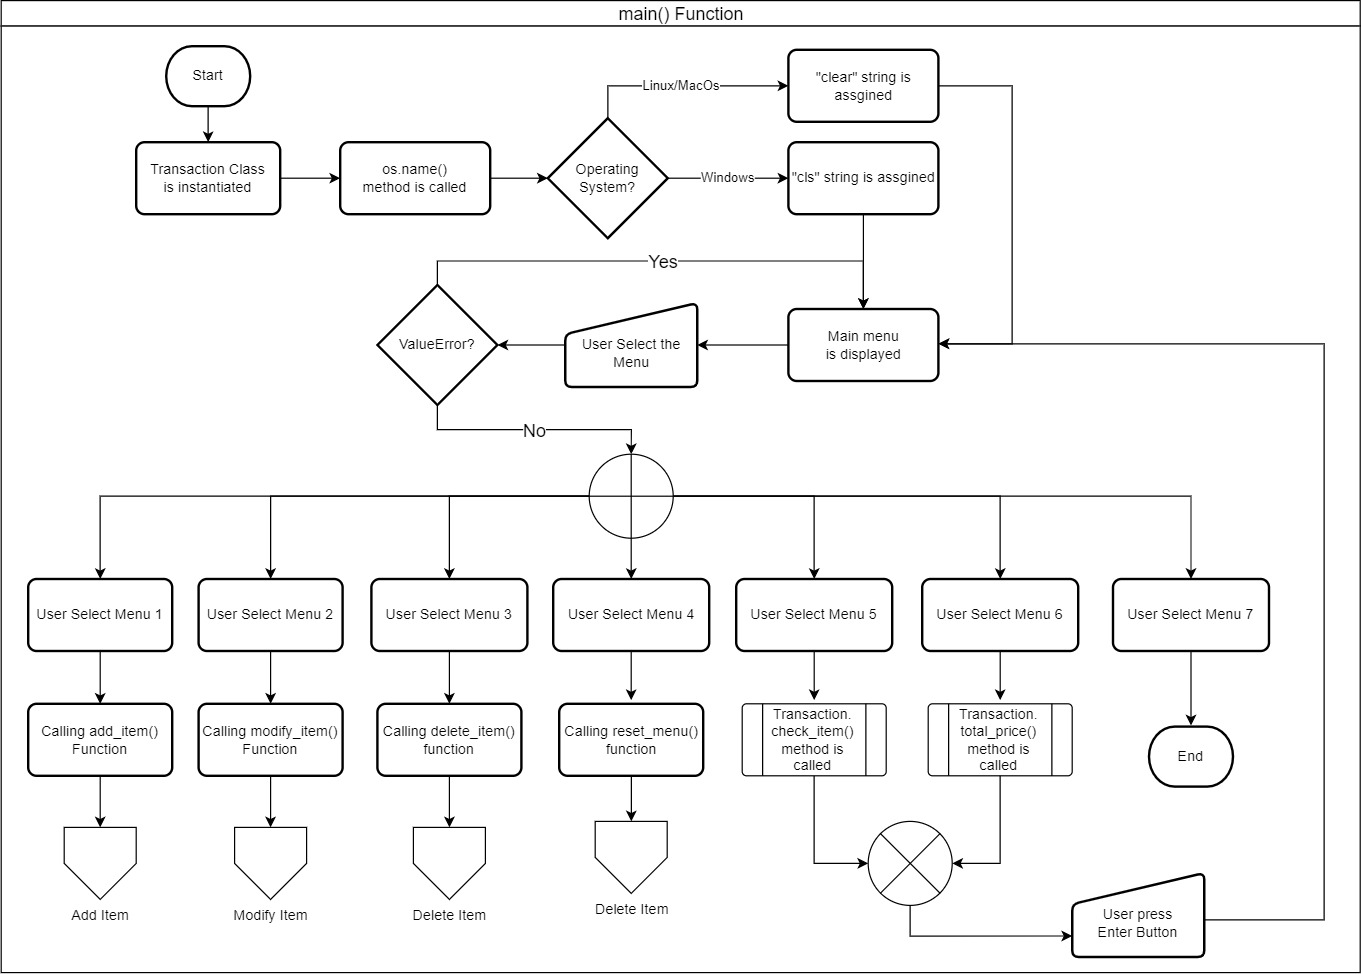 main() Function
Start
Linux/MacOs
"clear" string is
assgined
Transaction Class
is instantiated
os.name()
method is called
Operating
System?
Windows
"cls" string is assgined
Yes
ValueError?
User Select the
Menu
Main menu
is displayed
No
User Select Menu 1
User Select Menu 2
User Select Menu 3
User Select Menu 4
User Select Menu 5
User Select Menu 6
User Select Menu 7
Calling add_item()
Function
Calling modify_item()
Function
Calling delete_item()
function
Calling reset_menu()
function
Transaction.
check_item()
method is
called
Transaction.
total_price()
method is
called
End
Add Item
Modify Item
Delete Item
Delete Item
User press
Enter Button